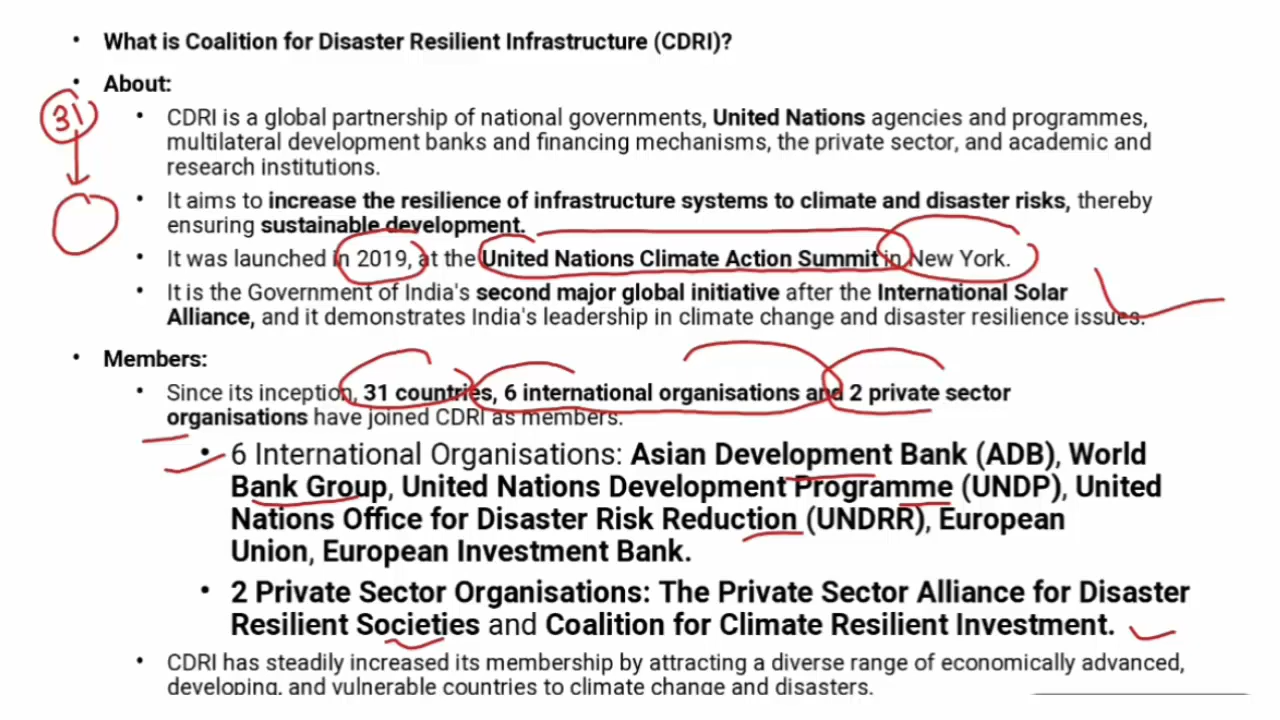 • What is Coalition for Disaster Resilient Infrastructure (CDRI)?
• About:
31
• CDRI is a global partnership of national governments, United Nations agencies and programmes,
multilateral development banks and financing mechanisms, the private sector, and academic and
research institutions.
• It aims to increase the resilience of infrastructure systems to climate and disaster risks, thereby
ensuring sustainable development.
• It was launched in 2019, at the United Nations Climate Action Summit in New York.
• It is the Government of India's second major global initiative after the International Solar
Alliance, and it demonstrates India's leadership in climate change and disaster resilience issues.
• Members:
• Since its inception, 31 countries, 6 international organisations and 2 private sector
organisations have joined CDRI as members.
• 6 International Organisations: Asian Development Bank (ADB), World
Bank Group, United Nations Development Programme (UNDP), United
Nations Office for Disaster Risk Reduction (UNDRR), European
Union, European Investment Bank.
• 2 Private Sector Organisations: The Private Sector Alliance for Disaster
Resilient Societies and Coalition for Climate Resilient Investment.
• CDRI has steadily increased its membership by attracting a diverse range of economically advanced,
developing, and vulnerable countries to climate change and disasters.